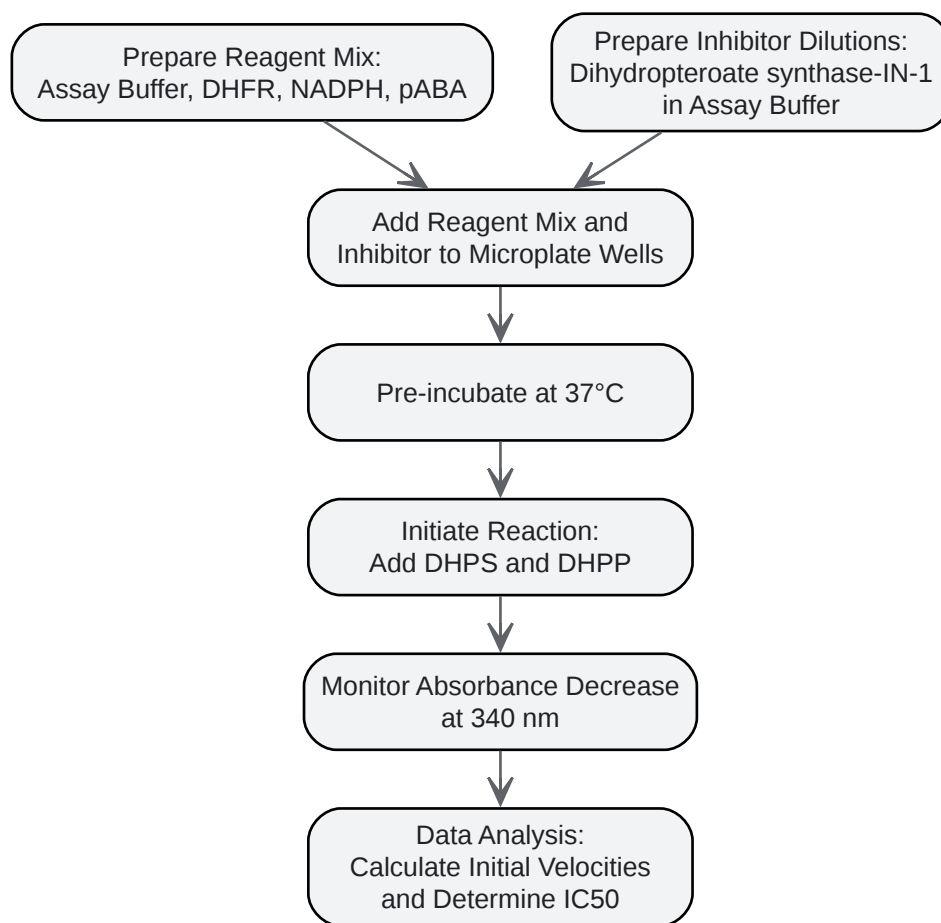 Prepare Reagent Mix:
Assay Buffer, DHFR, NADPH, pABA
Prepare Inhibitor Dilutions:
Dihydropteroate synthase-IN-1
in Assay Buffer
Add Reagent Mix and
Inhibitor to Microplate Wells
Pre-incubate at 37°C
Initiate Reaction:
Add DHPS and DHPP
Monitor Absorbance Decrease
at 340 nm
Data Analysis:
Calculate Initial Velocities
and Determine IC50